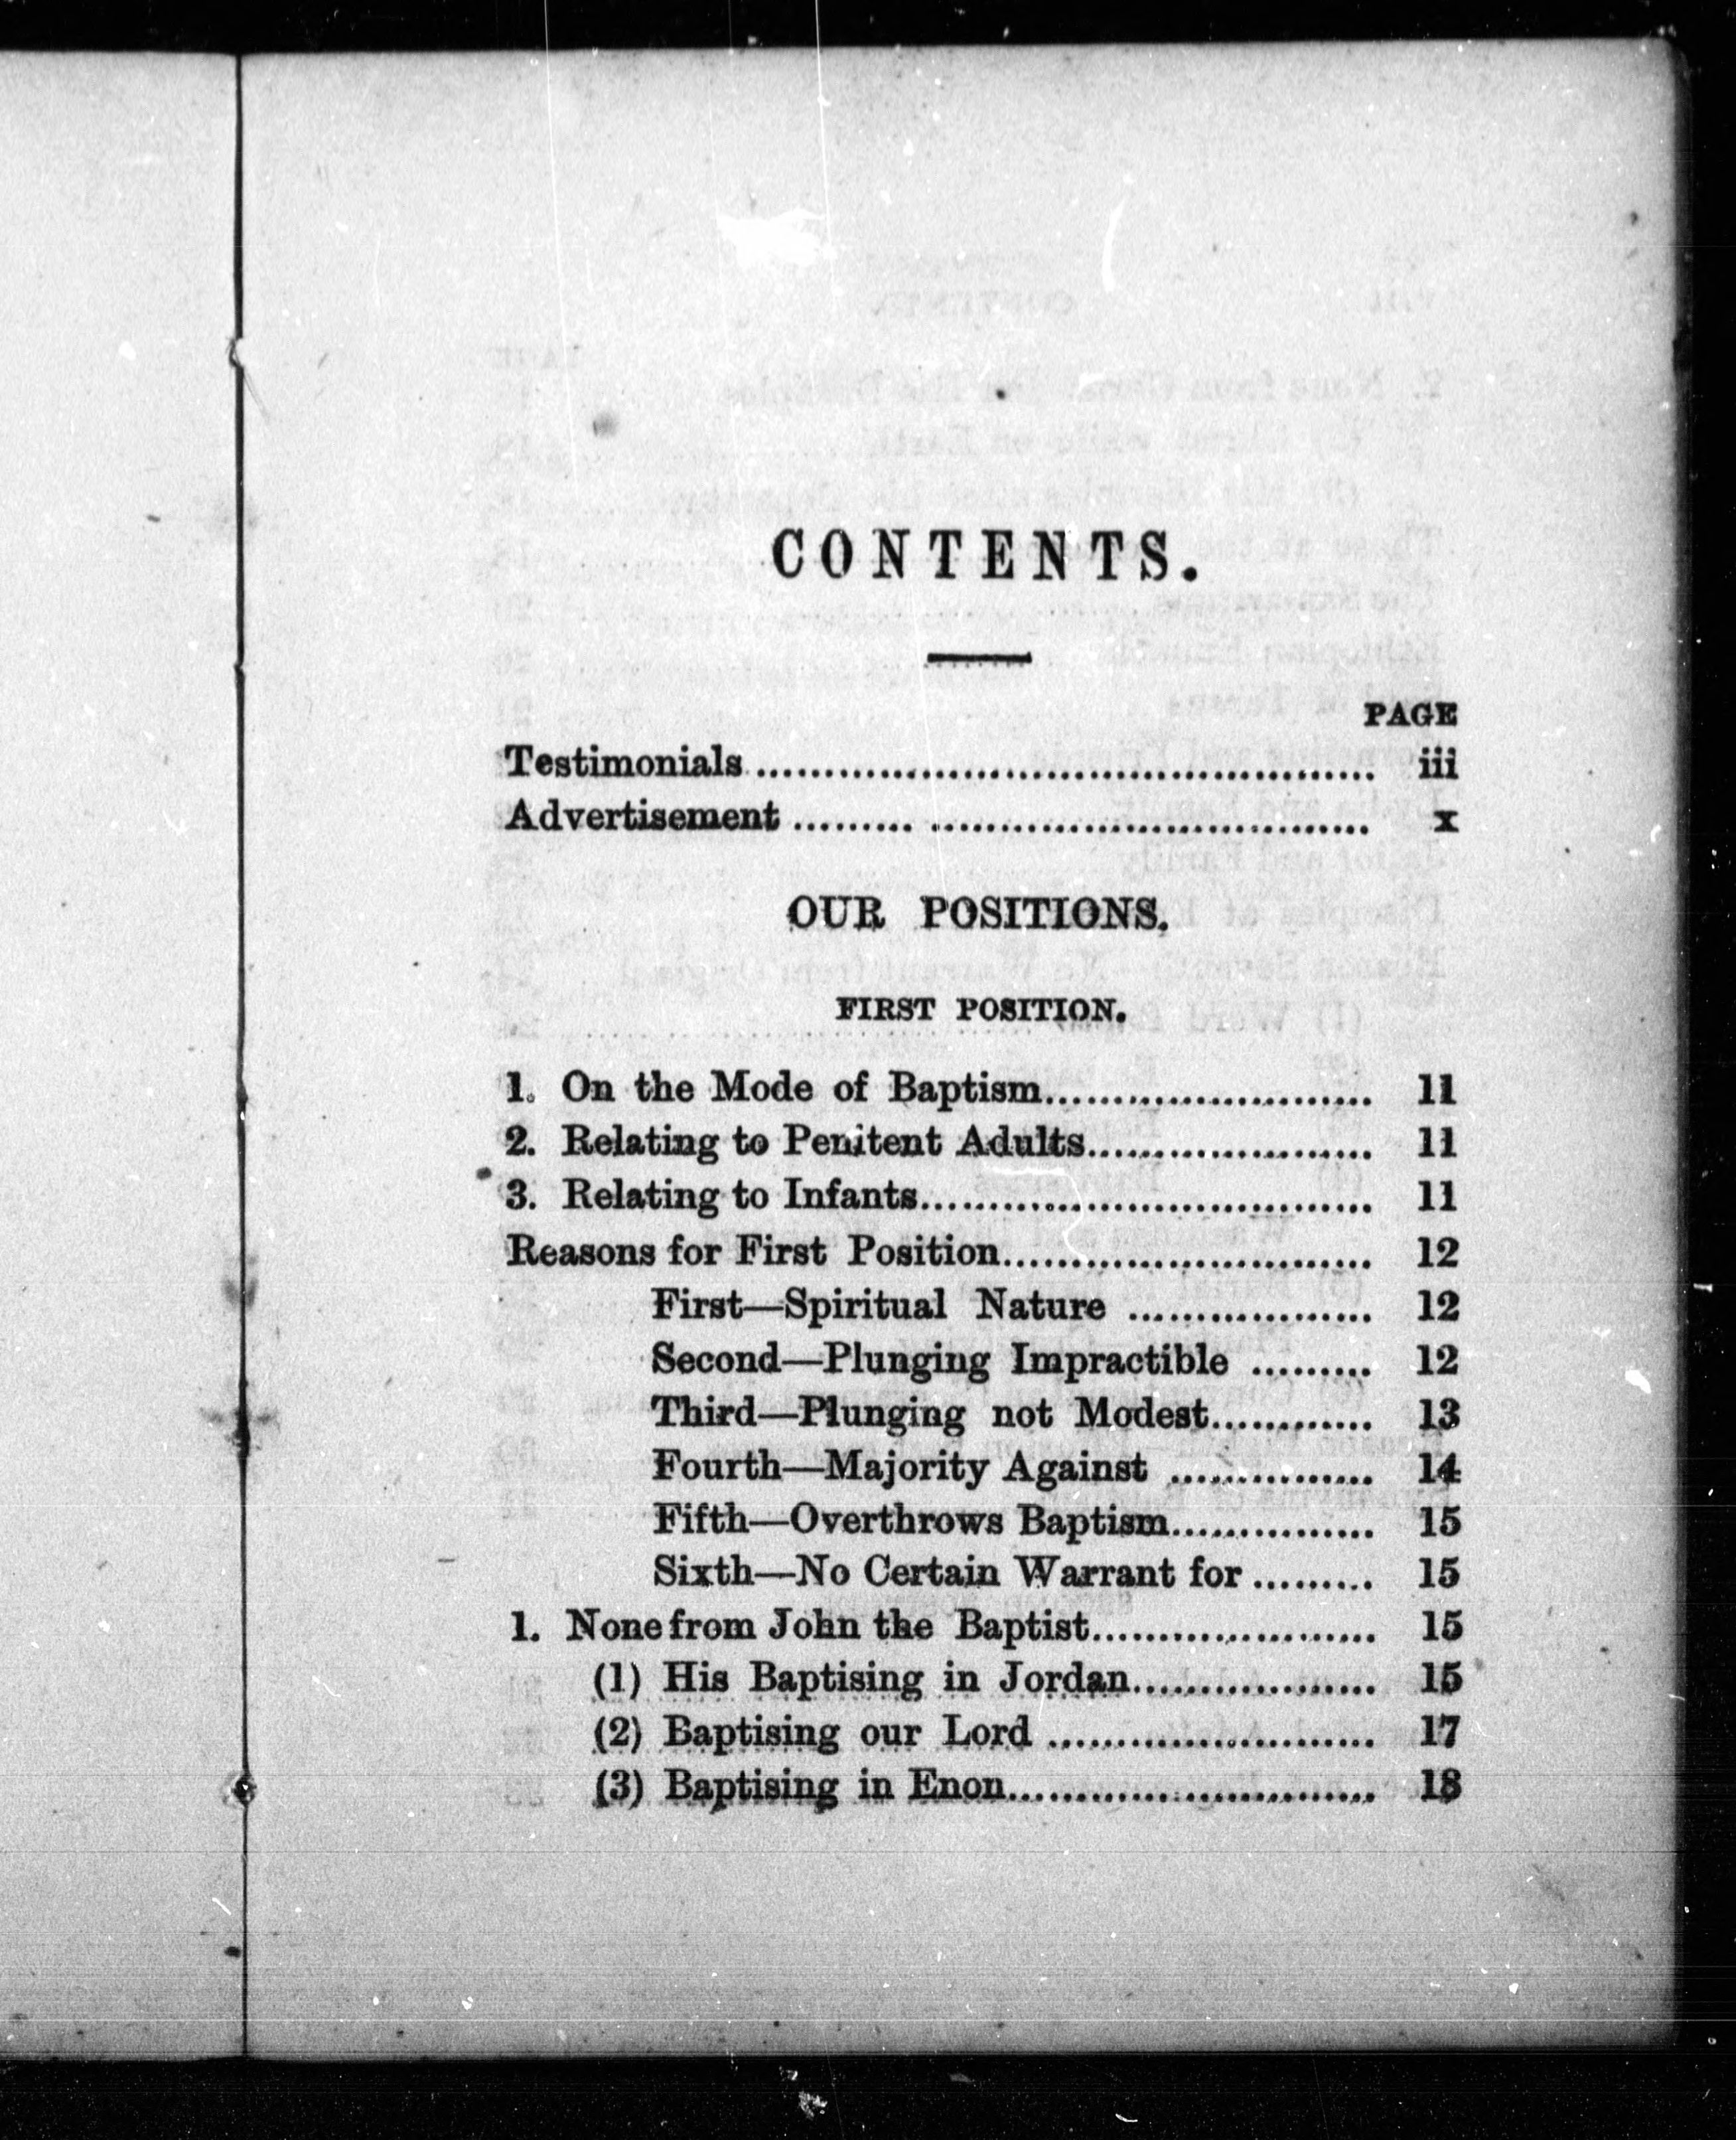 CONTENTS.
PAGE
Testimonials .............................................. iii
Advertisement ......... ................................. x
OUR POSITIONS.
FIRST POSITION.
1. On the Mode of Baptism......................... 11
2. Relating to Penitent Adults...................... 11
3. Relating to Infants.................................. 11
Reasons for First Position............................ 12
First—Spiritual Nature .................. 12
Second—Plunging Impractible ......... 12
Third—Plunging not Modest............ 13
Fourth—Majority Against ............... 14
Fifth—Overthrows Baptism............... 15
Sixth—No Certain Warrant for ......... 15
1. None from John the Baptist...................... 15
(1) His Baptising in Jordan................... 15
(2) Baptising our Lord ......................... 17
(3) Baptising in Enon............................ 18